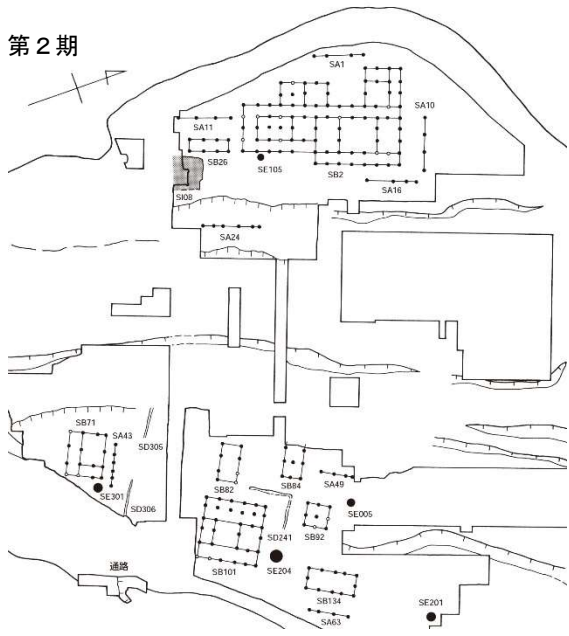 第2期
SA1
SA10
SA11
SB26
SE105
SB2
SA16
SI08
SA24
SB71
SA43
SD305
SE301
SD306
SB82
SB84
SA49
SE005
SB92
SD241
SE204
SB101
通路
SB134
SA63
SE201